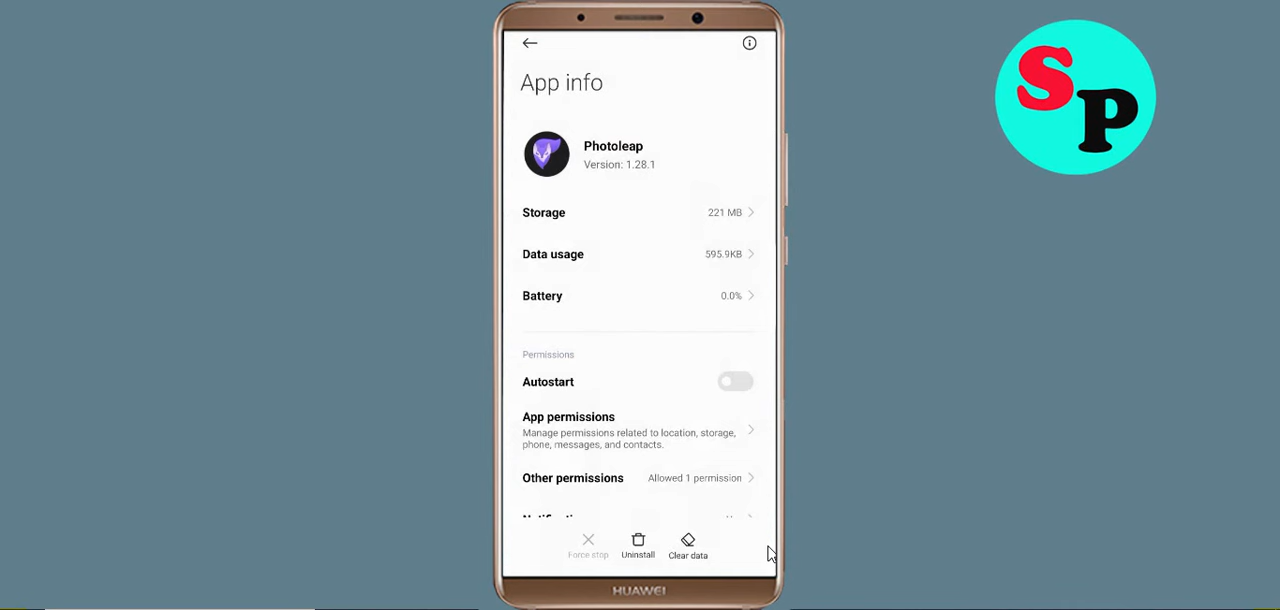 App info
Photoleap
Version: 1.28.1
Storage 221 MB
Data usage 595.9KB
Battery 0.0%
Permissions
Autostart
App permissions
Manage permissions related to location, storage,
phone, messages, and contacts.
Other permissions Allowed 1 permission
Force stop Uninstall Clear data
HUAWEI
SP